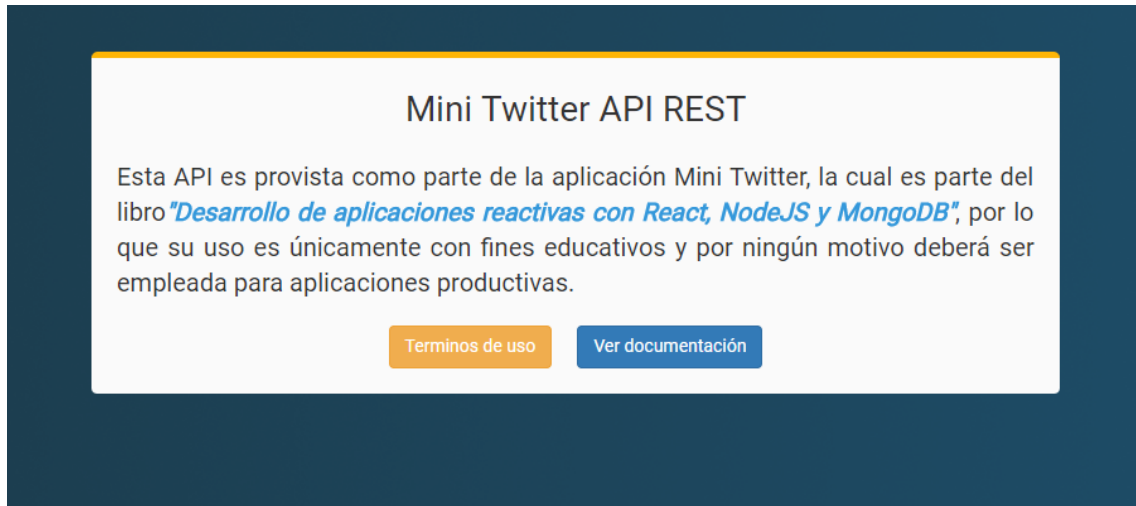 Mini Twitter API REST
Esta API es provista como parte de la aplicación Mini Twitter, la cual es parte del
libro"Desarrollo de aplicaciones reactivas con React, NodeJS y MongoDB", por lo
que su uso es únicamente con fines educativos y por ningún motivo deberá ser
empleada para aplicaciones productivas.
Terminos de uso
Ver documentación